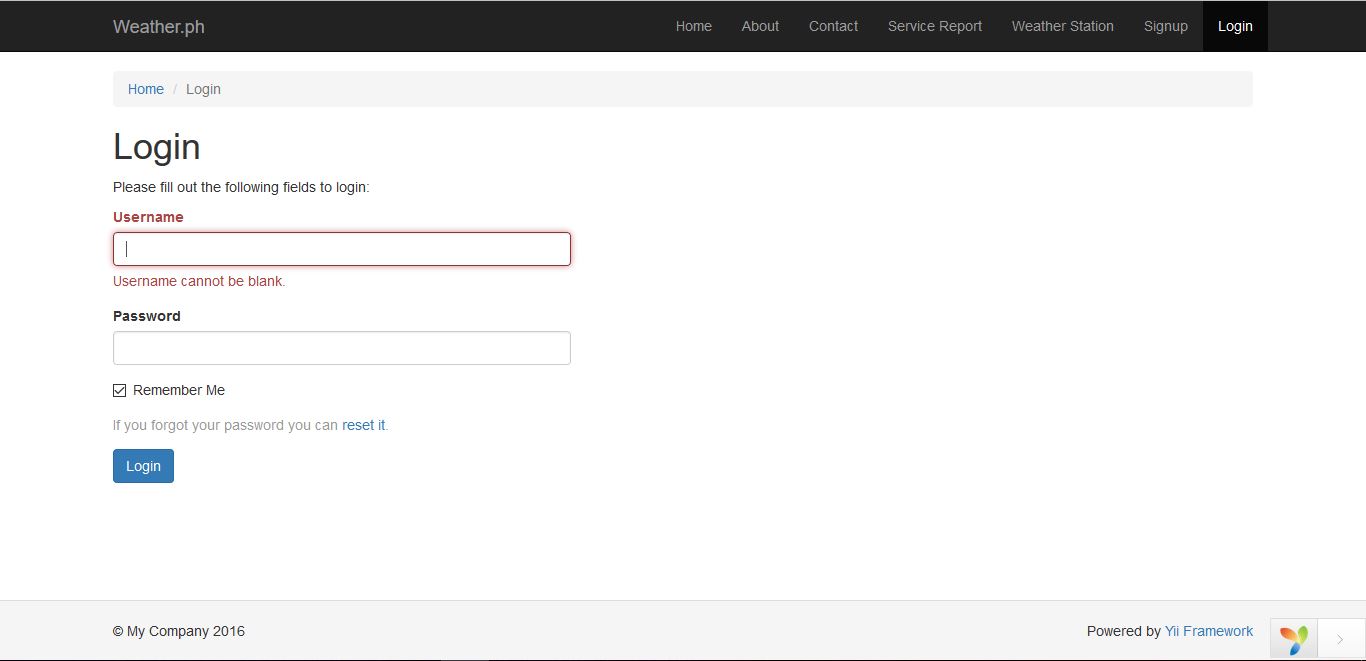 Weather.ph Home About Contact Service Report Weather Station Signup Login
Home / Login
Login
Please fill out the following fields to login:
Username
Username cannot be blank.
Password
Remember Me
If you forgot your password you can reset it.
Login
© My Company 2016 Powered by Yii Framework